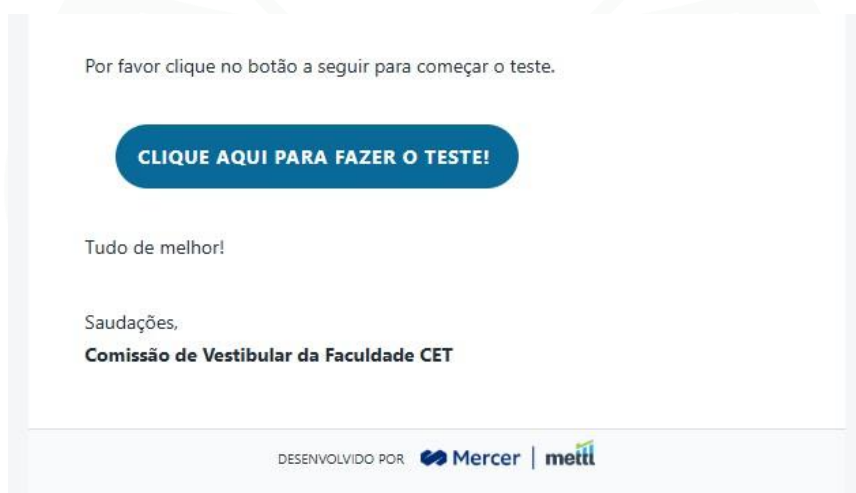 Por favor clique no botão a seguir para começar o teste.
CLIQUE AQUI PARA FAZER O TESTE!
Tudo de melhor!
Saudações,
Comissão de Vestibular da Faculdade CET
DESENVOLVIDO POR Mercer | mettl